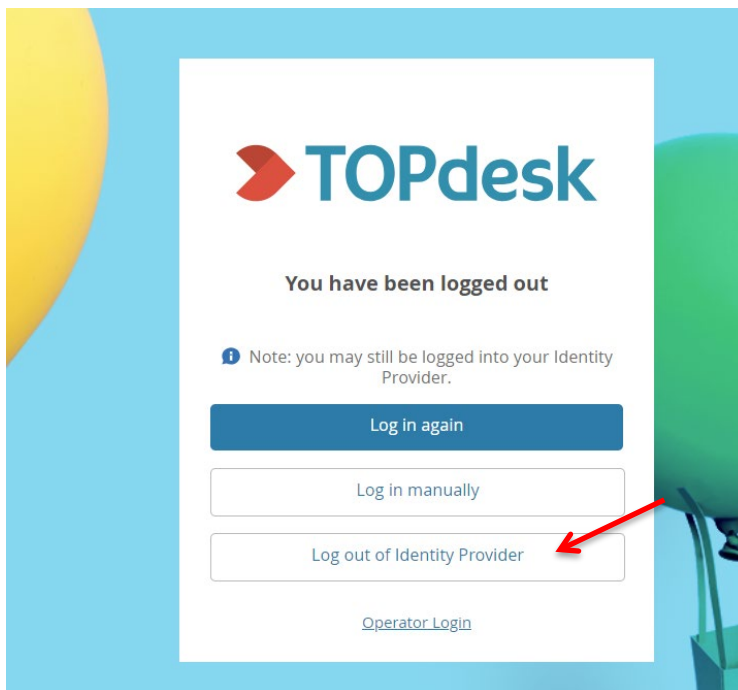 TOPdesk
You have been logged out
Note: you may still be logged into your Identity
Provider.
Log in again
Log in manually
Log out of Identity Provider
Operator Login